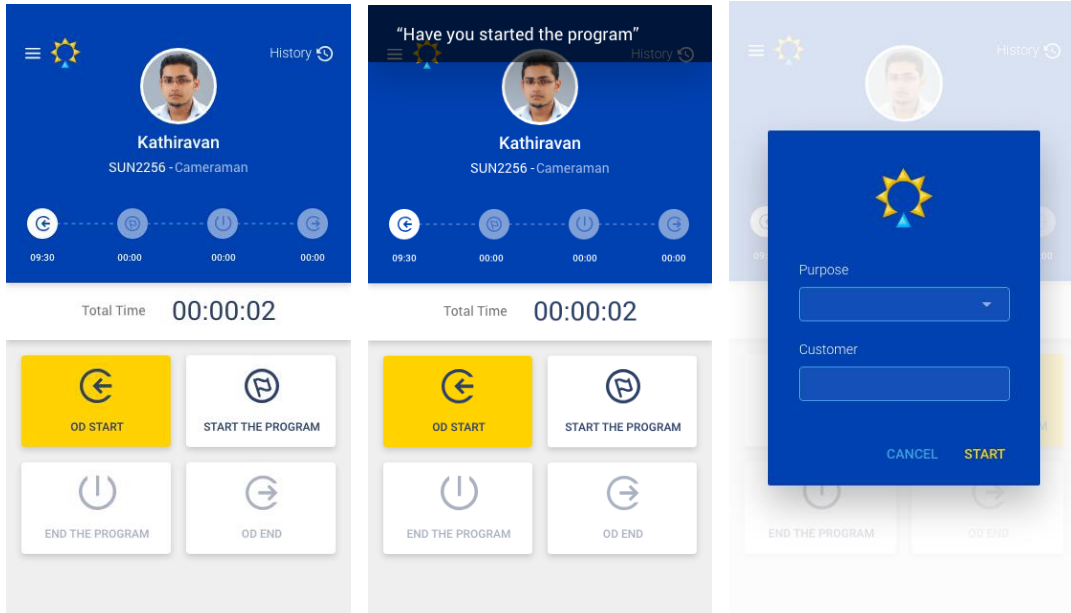 History
Kathiravan
SUN2256 - Cameraman
09:30 00:00 00:00 00:00
Total Time 00:00:02
OD START START THE PROGRAM
END THE PROGRAM OD END
“Have you started the program”
History
Kathiravan
SUN2256 - Cameraman
09:30 00:00 00:00 00:00
Total Time 00:00:02
OD START START THE PROGRAM
END THE PROGRAM OD END
History
Purpose
Customer
CANCEL START
END THE PROGRAM OD END